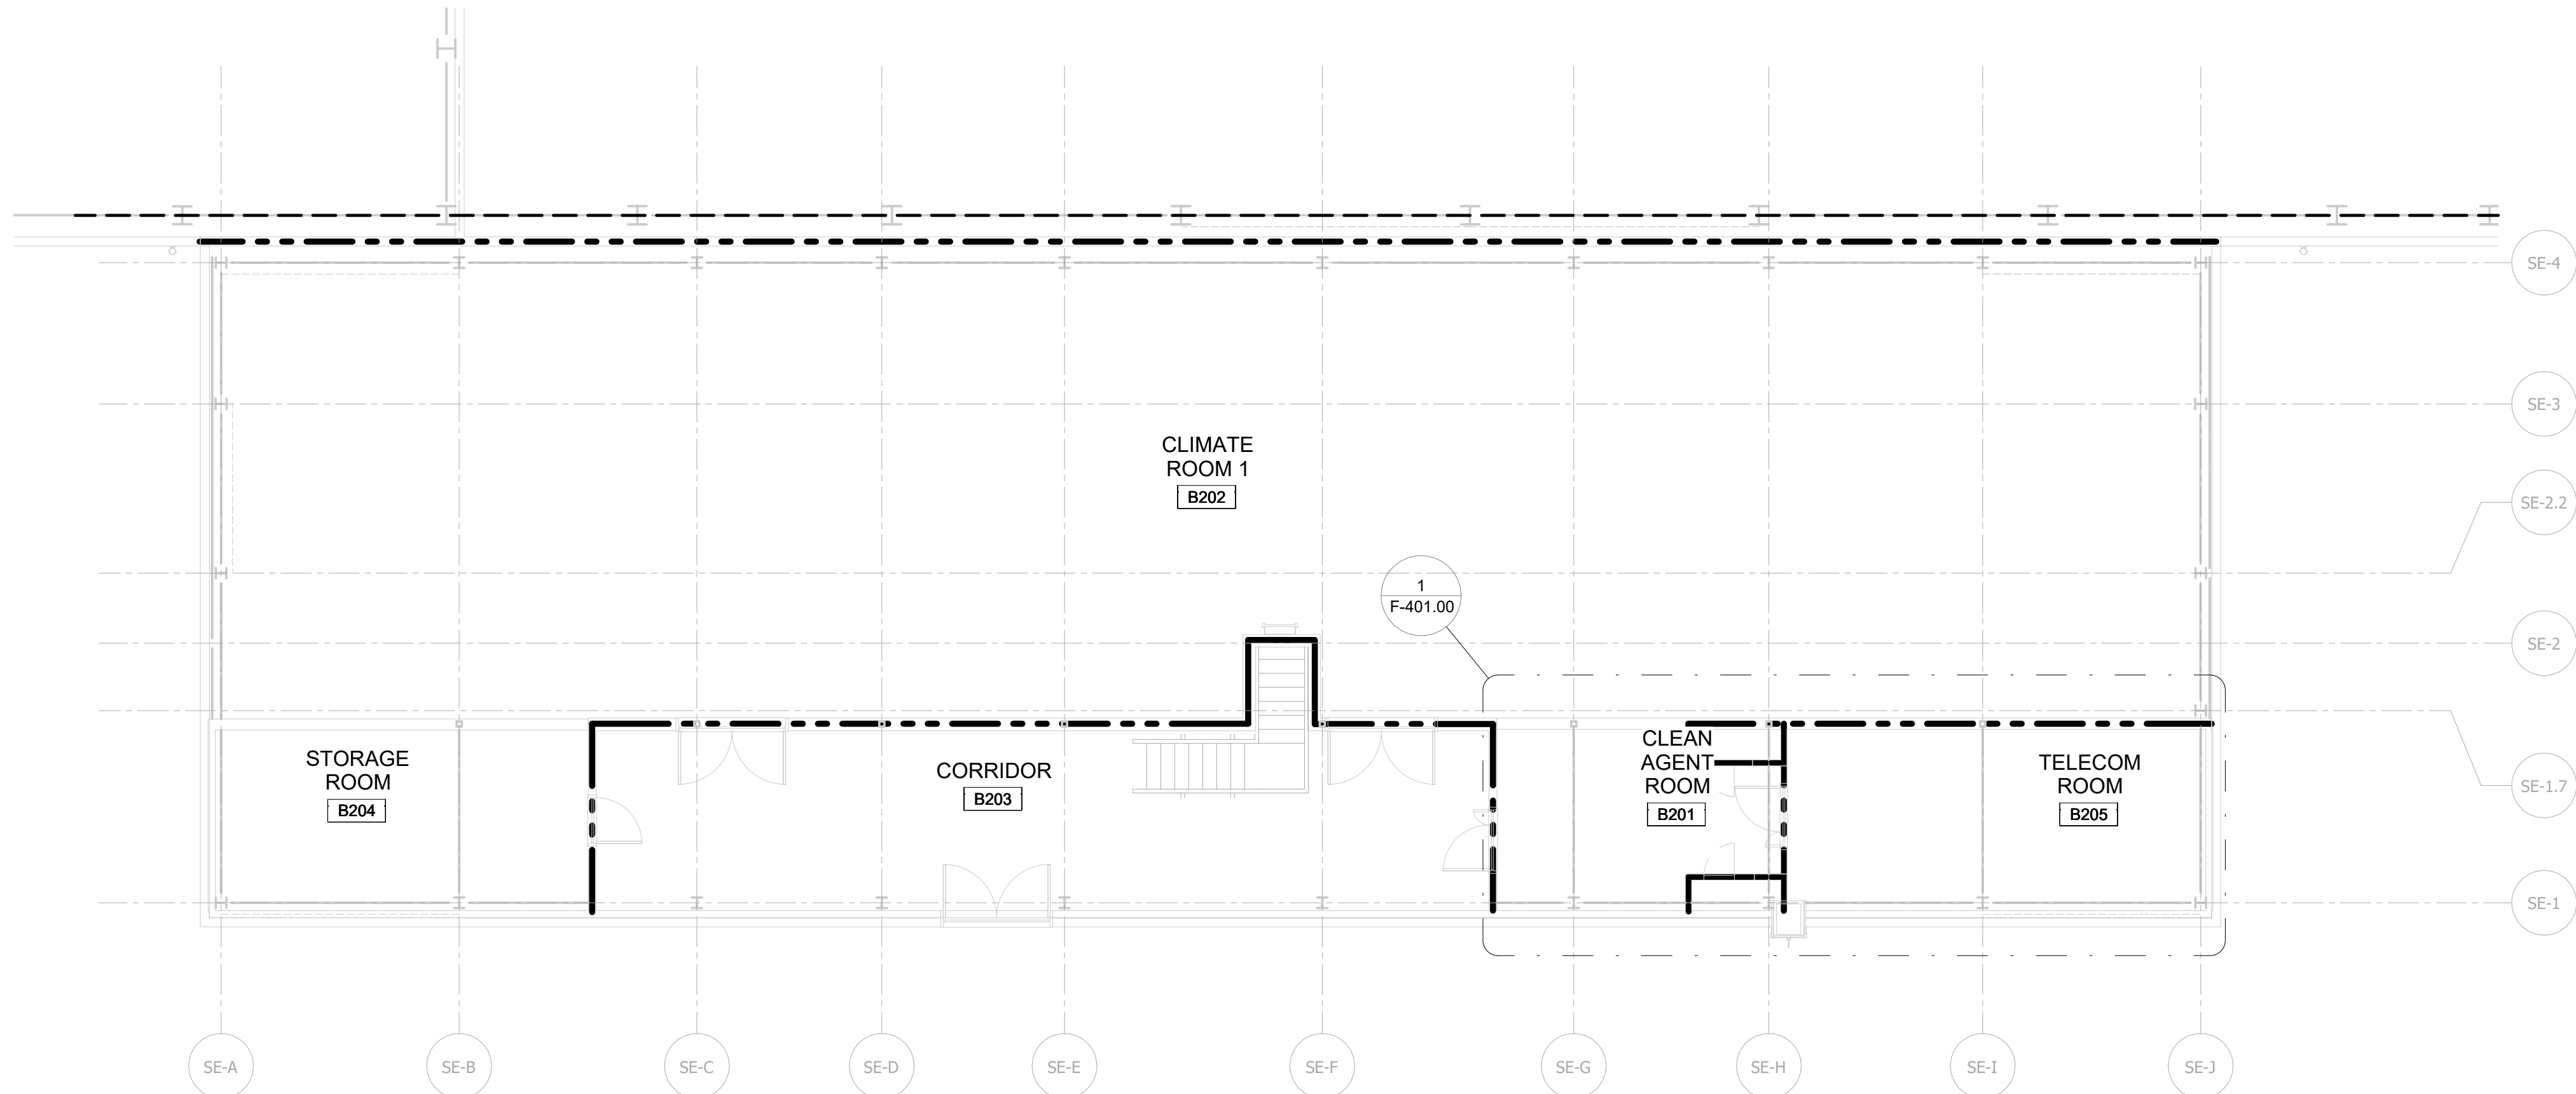 SE-4
SE-3
CLIMATE
ROOM 1
B202
SE-2.2
1
F-401.00
SE-2
STORAGE
ROOM
B204
CORRIDOR
B203
CLEAN
AGENT
ROOM
B201
TELECOM
ROOM
B205
SE-1.7
SE-1
SE-A
SE-B
SE-C
SE-D
SE-E
SE-F
SE-G
SE-H
SE-I
SE-J